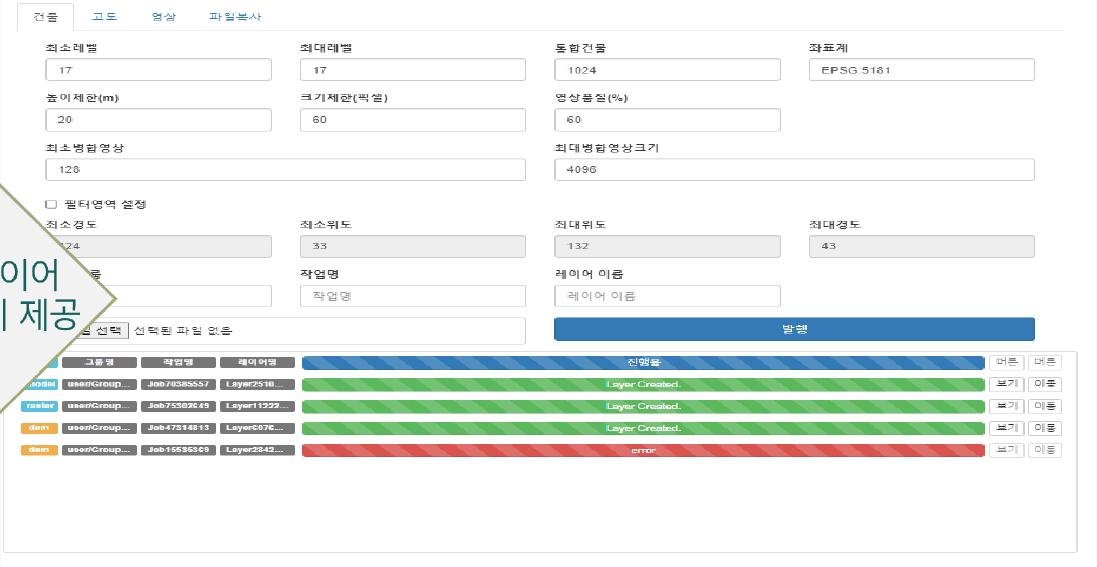 건물 고도 영상 파일복사
최소레벨 최대레벨 통합건물 좌표계
17 17 1024 EPSG:5181
높이제한(m) 크기제한(픽셀) 영상품질(%)
20 60 60
최소병합영상 최대병합영상크기
128 4096
필터영역 설정
최소경도 최소위도 최대위도 최대경도
124 33 132 43
이어
제공
작업명 레이어 이름
작업명 레이어 이름
선택 선택된 파일 없음 발행
그룹명 작업명 레이어명 진행율 버튼 버튼
model user/Group... Job70385557 Layer2510... Layer Created. 보기 이동
raster user/Group... Job75302649 Layer11222... Layer Created. 보기 이동
dem user/Group... Job47314813 Layer6076... Layer Created. 보기 이동
dem user/Group... Job15535369 Layer2842... error 보기 이동